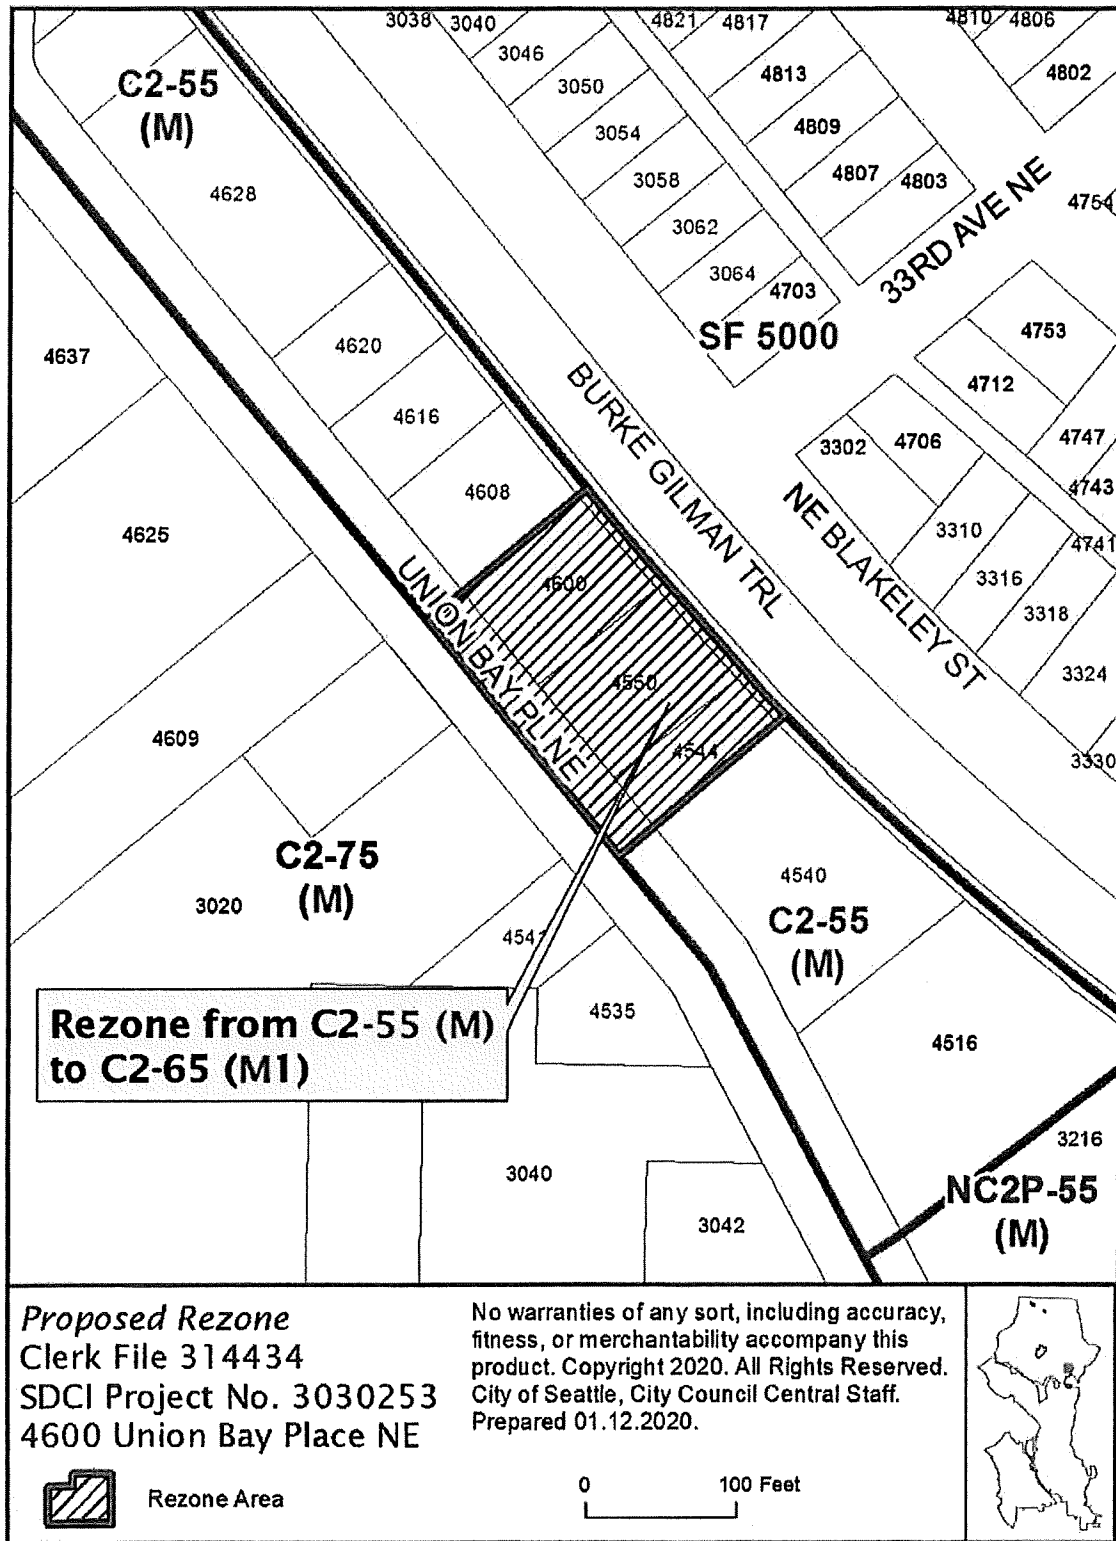 3038
3040
4821
4817
4810
4806
3046
4813
4802
C2-55
(M)
3050
4809
3054
4807
4803
3058
4628
33RD AVE NE
4754
3062
3064
4703
SF 5000
4753
4637
4620
4712
BURKE GILMAN TRL
4616
3302
4706
4747
4743
4608
NE BLAKELEY ST
4625
3310
4741
UNION BAY PL NE
4600
3316
3318
4550
3324
4609
4544
3330
C2-75
(M)
4540
3020
C2-55
(M)
4541
Rezone from C2-55 (M)
to C2-65 (M1)
4535
4516
3216
3040
NC2P-55
(M)
3042
Proposed Rezone
Clerk File 314434
SDCI Project No. 3030253
4600 Union Bay Place NE
Rezone Area
No warranties of any sort, including accuracy,
fitness, or merchantability accompany this
product. Copyright 2020. All Rights Reserved.
City of Seattle, City Council Central Staff.
Prepared 01.12.2020.
0
100 Feet